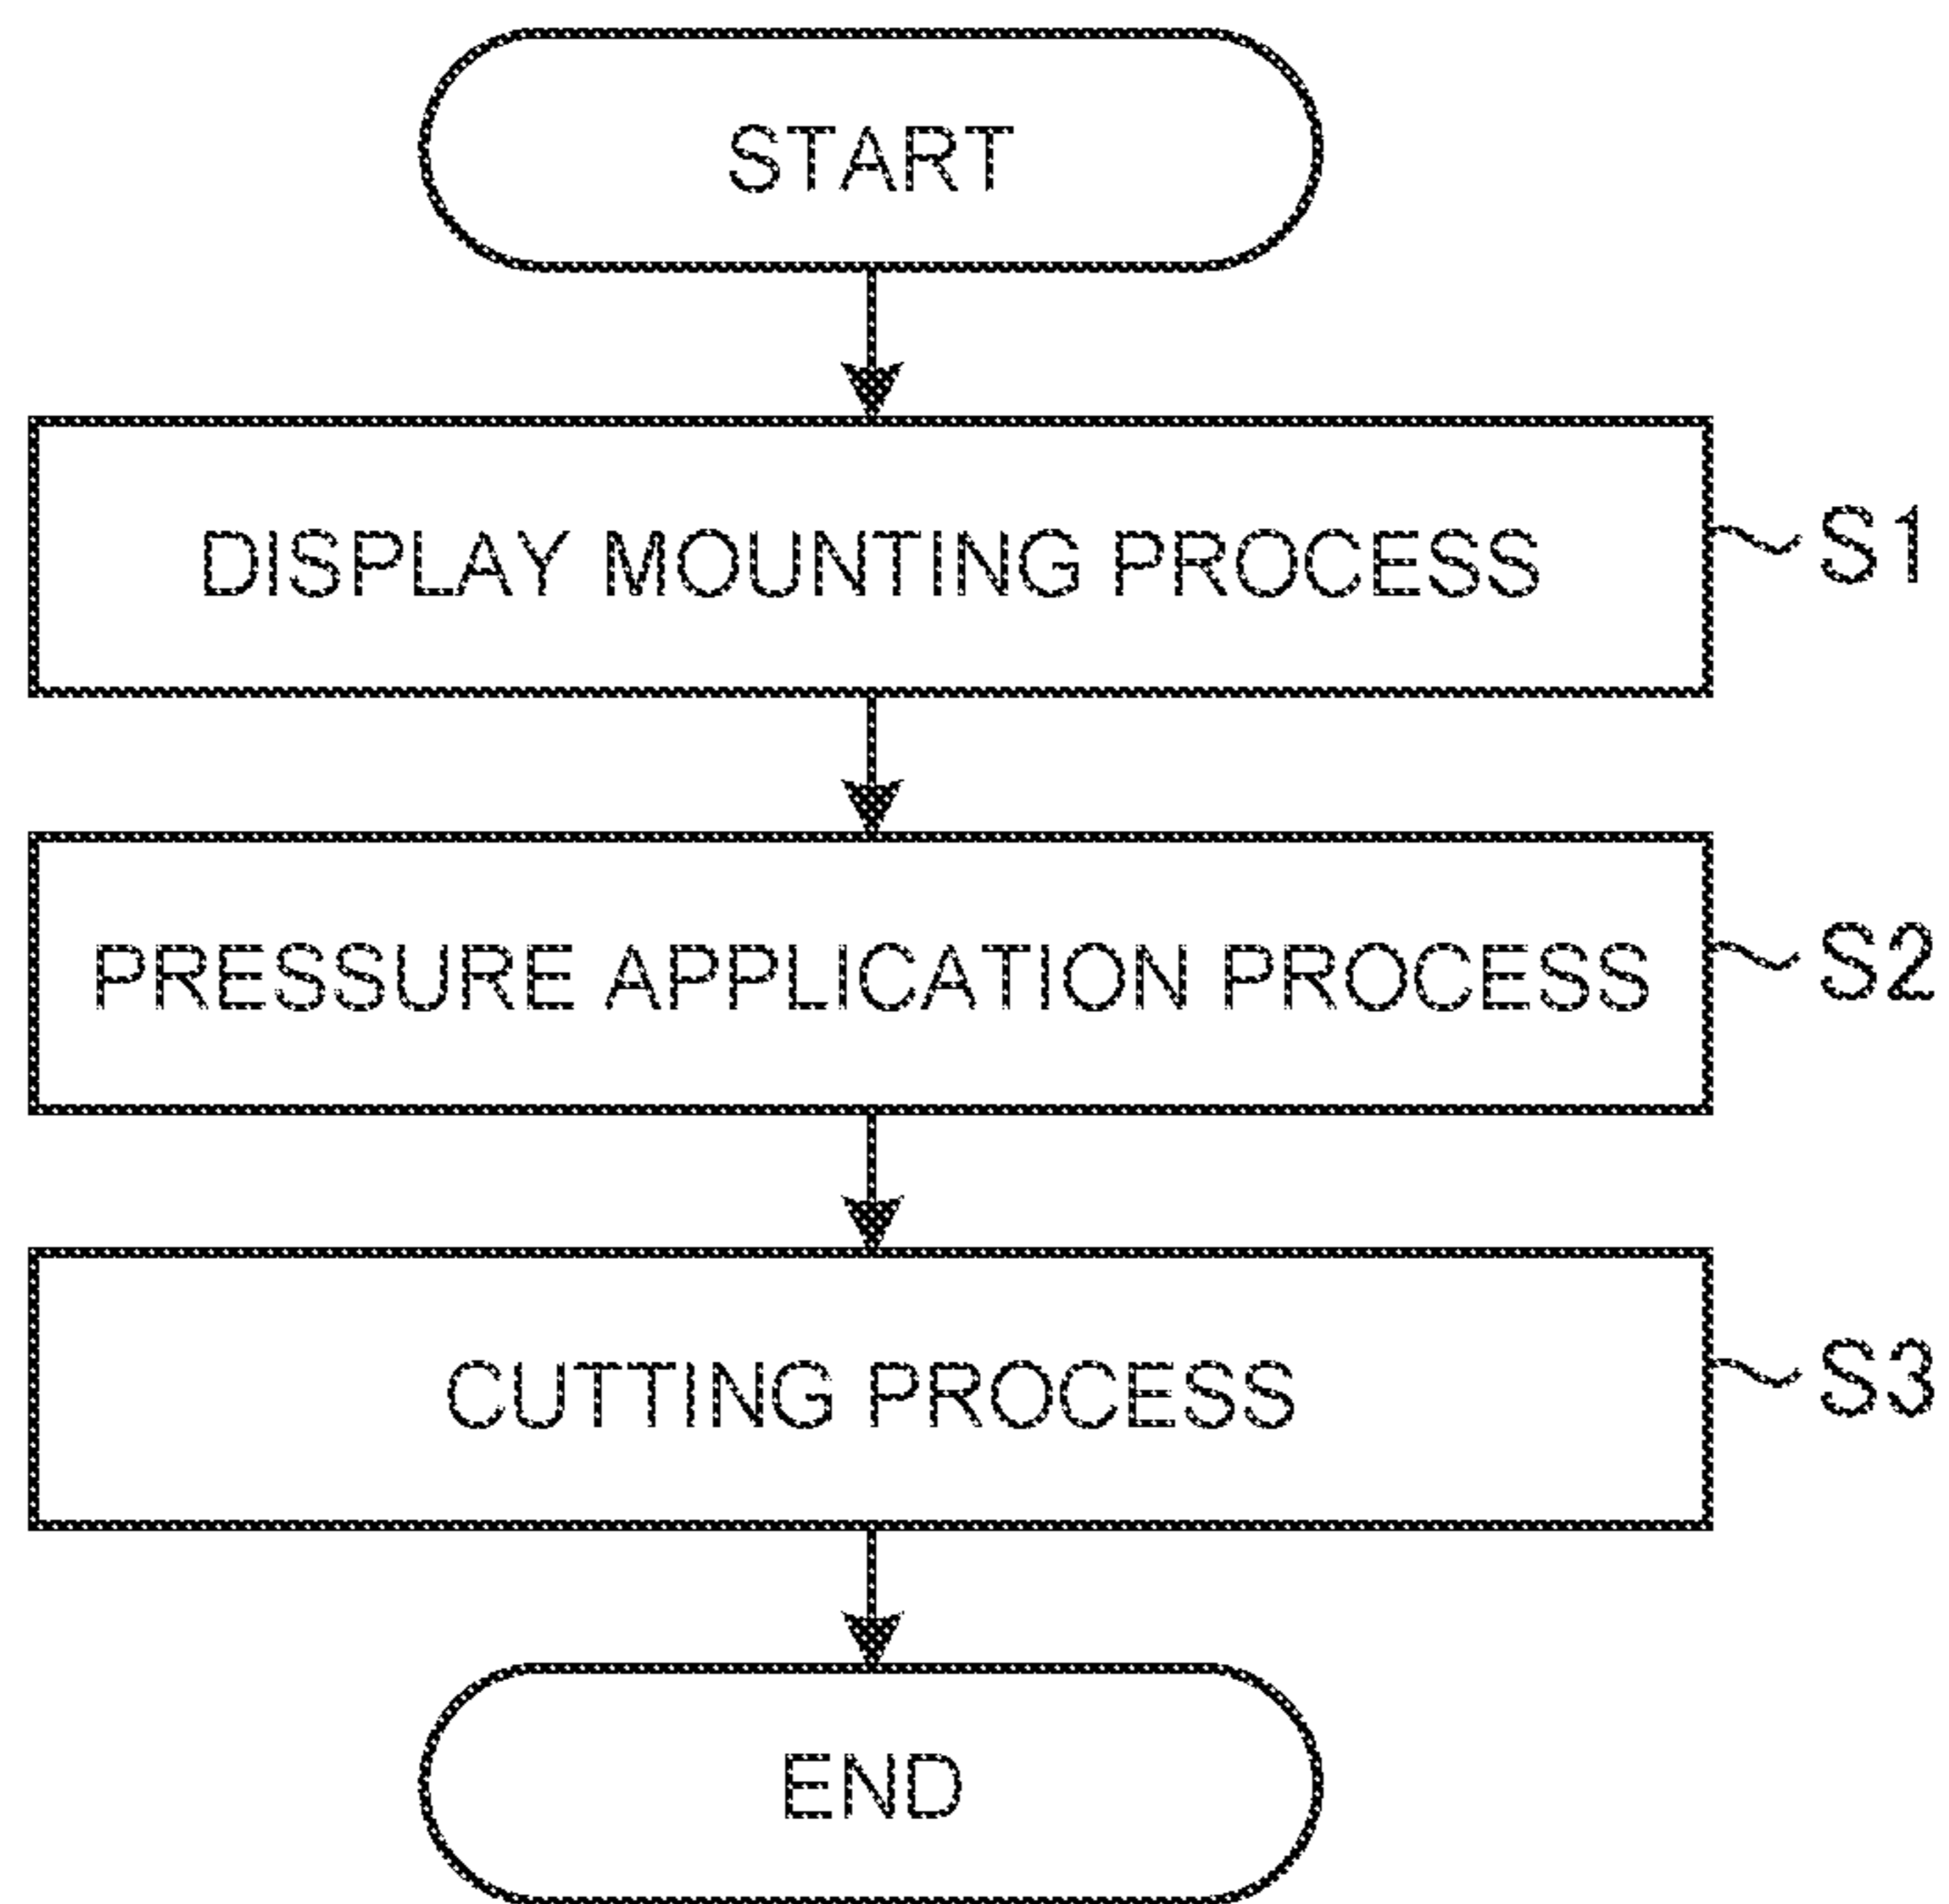 START
DISPLAY MOUNTING PROCESS
S1
PRESSURE APPLICATION PROCESS
S2
CUTTING PROCESS
S3
END